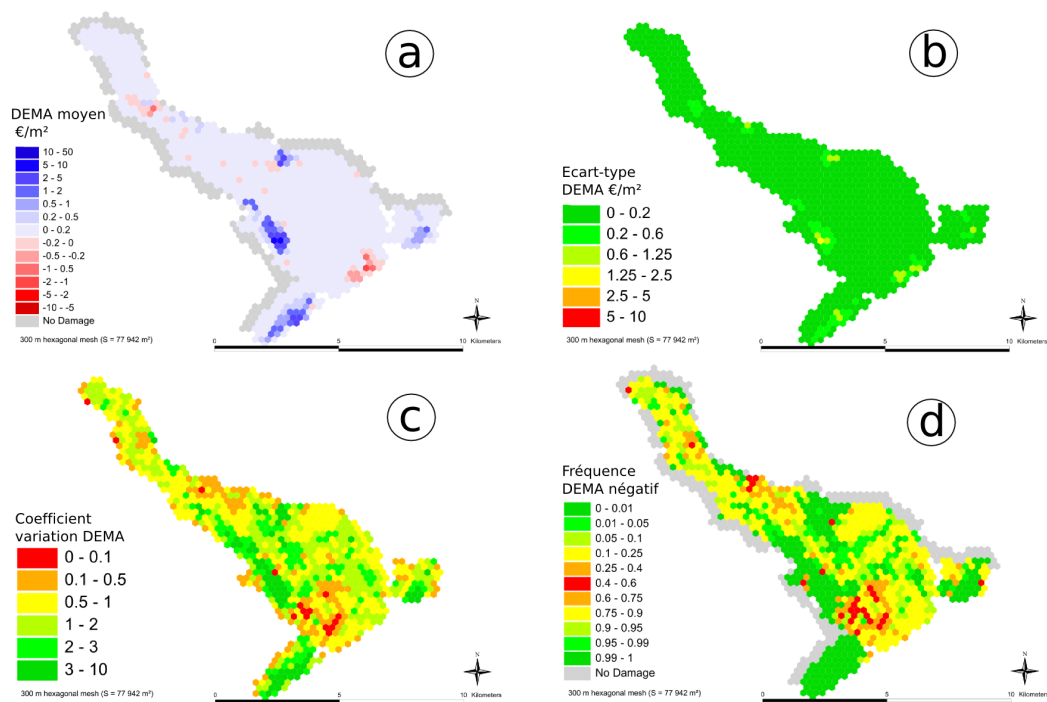 a
DEMA moyen
€/m²
10 - 50
5 - 10
2 - 5
1 - 2
0.5 - 1
0.2 - 0.5
0 - 0.2
-0.2 - 0
-0.5 - -0.2
-1 - 0.5
-2 - -1
-5 - -2
-10 - -5
No Damage
300 m hexagonal mesh (S = 77 942 m²)
N
0 5 10 Kilometers
b
Ecart-type
DEMA €/m²
0 - 0.2
0.2 - 0.6
0.6 - 1.25
1.25 - 2.5
2.5 - 5
5 - 10
300 m hexagonal mesh (S = 77 942 m²)
N
0 5 10 Kilometers
c
Coefficient
variation DEMA
0 - 0.1
0.1 - 0.5
0.5 - 1
1 - 2
2 - 3
3 - 10
300 m hexagonal mesh (S = 77 942 m²)
N
0 5 10 Kilometers
d
Fréquence
DEMA négatif
0 - 0.01
0.01 - 0.05
0.05 - 0.1
0.1 - 0.25
0.25 - 0.4
0.4 - 0.6
0.6 - 0.75
0.75 - 0.9
0.9 - 0.95
0.95 - 0.99
0.99 - 1
No Damage
300 m hexagonal mesh (S = 77 942 m²)
N
0 5 10 Kilometers